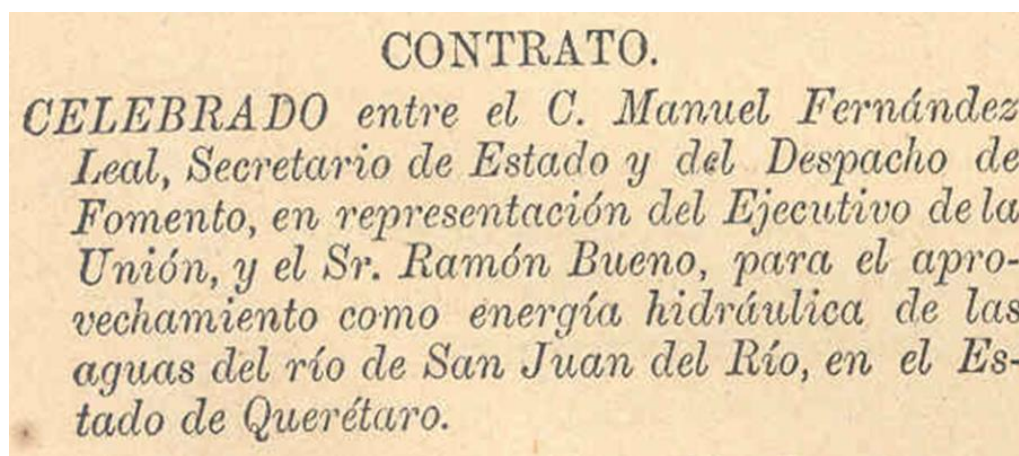 CONTRATO.
CELEBRADO entre el C. Manuel Fernández
Leal, Secretario de Estado y del Despacho de
Fomento, en representación del Ejecutivo de la
Unión, y el Sr. Ramón Bueno, para el apro-
vechamiento como energía hidráulica de las
aguas del río de San Juan del Río, en el Es-
tado de Querétaro.